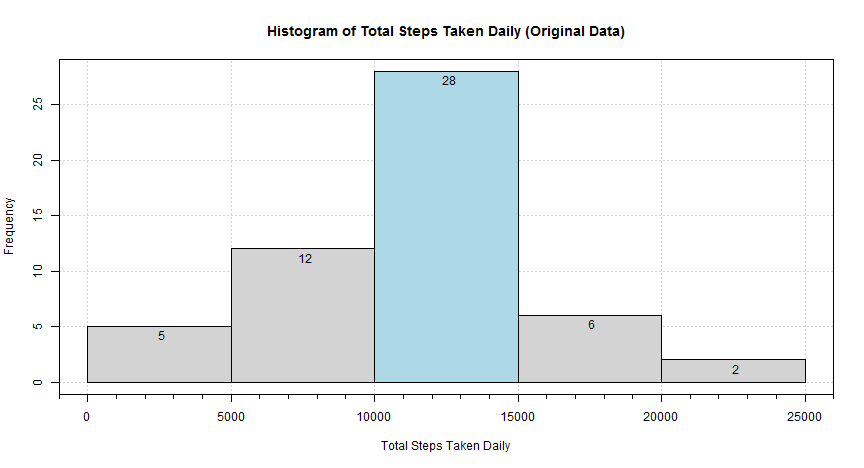 Histogram of Total Steps Taken Daily (Original Data)
28
25
20
15
12
10
6
5
5
2
0
Frequency
0 5000 10000 15000 20000 25000
Total Steps Taken Daily